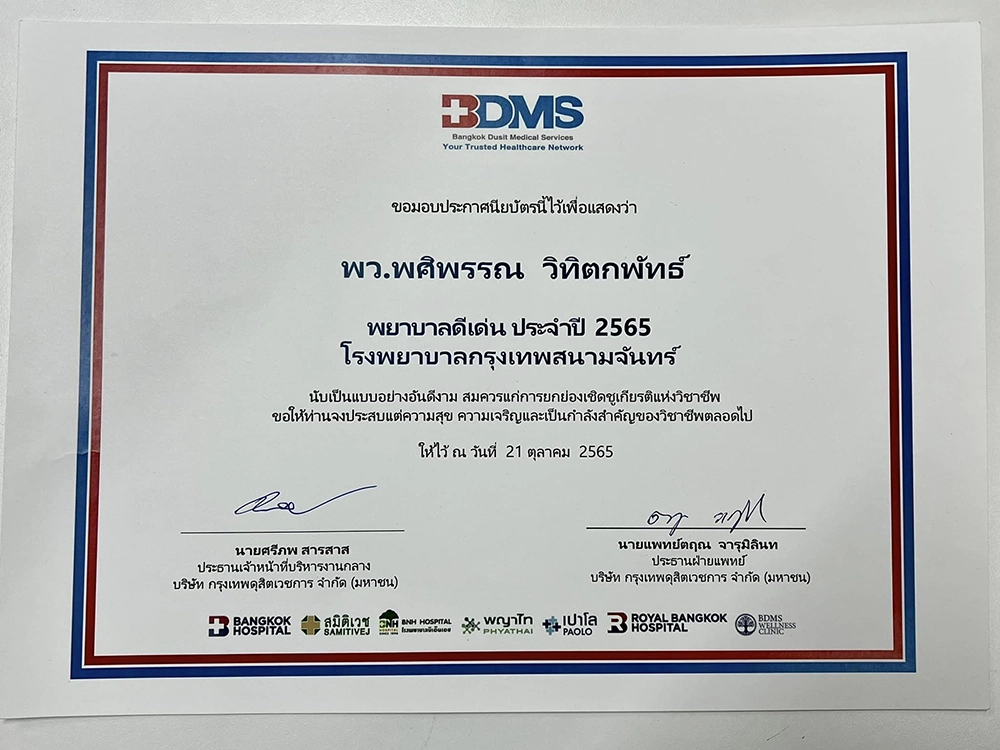 BDMS
Bangkok Dusit Medical Services
Your Trusted Healthcare Network
ขอมอบประกาศนียบัตรนี้ไว้เพื่อแสดงว่า
พว.พศิพรรณ วิทิตกพัทธ์
พยาบาลดีเด่น ประจำปี 2565
โรงพยาบาลกรุงเทพสนามจันทร์
นับเป็นแบบอย่างอันดีงาม สมควรแก่การยกย่องเชิดชูเกียรติแห่งวิชาชีพ
ขอให้ท่านจงประสบแต่ความสุข ความเจริญและเป็นกำลังสำคัญของวิชาชีพตลอดไป
ให้ไว้ ณ วันที่ 21 ตุลาคม 2565
นายศรีภพ สารสาส
ประธานเจ้าหน้าที่บริหารงานกลาง
บริษัท กรุงเทพดุสิตเวชการ จำกัด (มหาชน)
นายแพทย์ตฤณ จารุมิลินท
ประธานฝ่ายแพทย์
บริษัท กรุงเทพดุสิตเวชการ จำกัด (มหาชน)
BANGKOK HOSPITAL
สมิติเวช SAMITIVEJ
BNH HOSPITAL โรงพยาบาลบีเอ็นเอช
พญาไท PHYATHAI
เปาโล PAOLO
ROYAL BANGKOK HOSPITAL
BDMS WELLNESS CLINIC